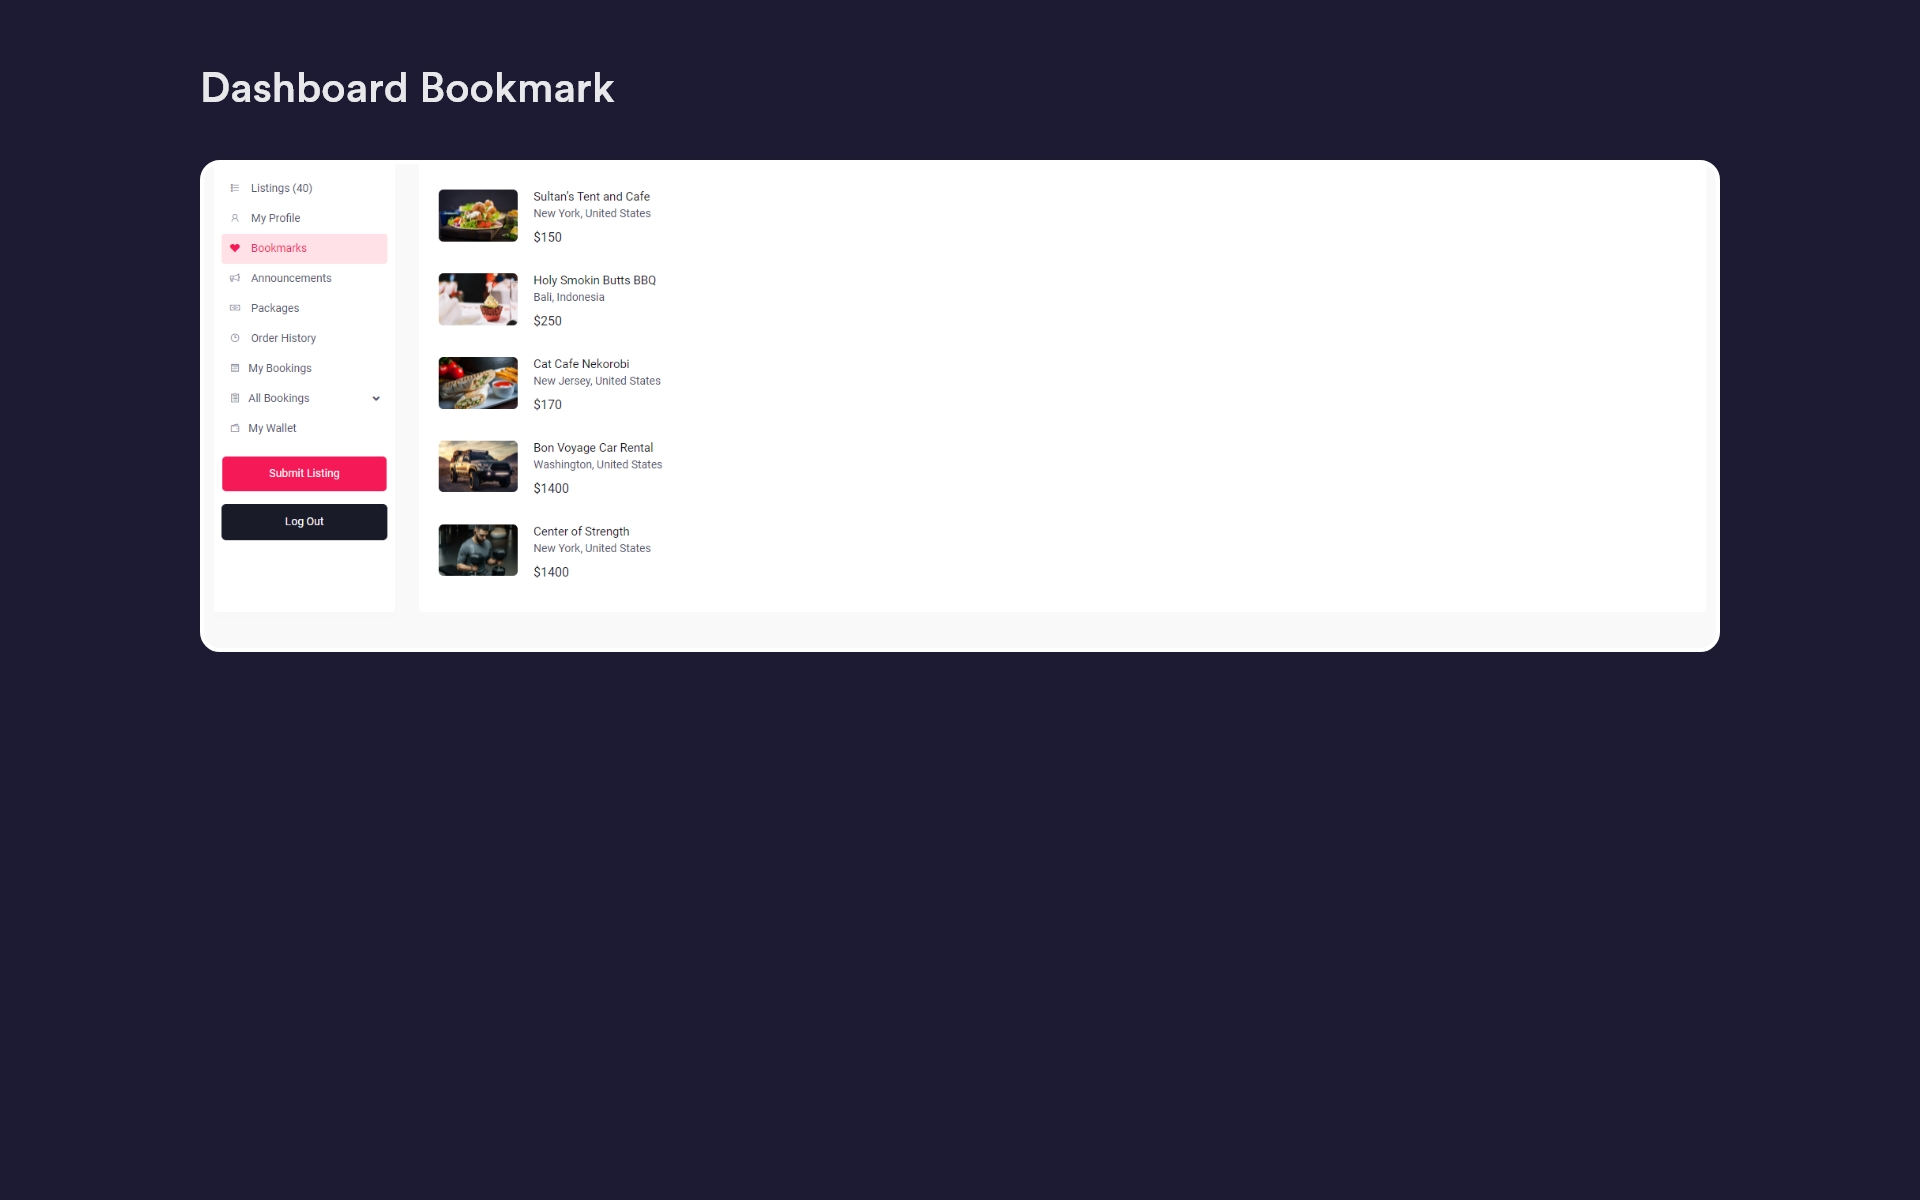 Dashboard Bookmark
Listings (40)
My Profile
Bookmarks
Announcements
Packages
Order History
My Bookings
All Bookings
My Wallet
Submit Listing
Log Out
Sultan's Tent and Cafe
New York, United States
$150
Holy Smokin Butts BBQ
Bali, Indonesia
$250
Cat Cafe Nekorobi
New Jersey, United States
$170
Bon Voyage Car Rental
Washington, United States
$1400
Center of Strength
New York, United States
$1400